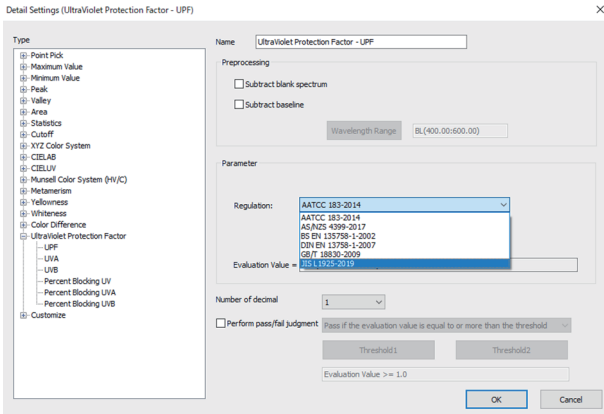 Detail Settings (UltraViolet Protection Factor - UPF)
Type
Point Pick
Maximum Value
Minimum Value
Peak
Valley
Area
Statistics
Cutoff
XYZ Color System
CIELAB
CIELUV
Munsell Color System (HV/C)
Metamerism
Yellowness
Whiteness
Color Difference
UltraViolet Protection Factor
UPF
UVA
UVB
Percent Blocking UV
Percent Blocking UVA
Percent Blocking UVB
Customize
Name UltraViolet Protection Factor - UPF
Preprocessing
Subtract blank spectrum
Subtract baseline
Wavelength Range BL(400.00:600.00)
Parameter
Regulation: AATCC 183-2014
AATCC 183-2014
AS/NZS 4399-2017
BS EN 135758-1-2002
DIN EN 13758-1-2007
GB/T 18830-2009
JIS L1925-2019
Evaluation Value =
Number of decimal 1
Perform pass/fail judgment Pass if the evaluation value is equal to or more than the threshold
Threshold1 Threshold2
Evaluation Value >= 1.0
OK Cancel